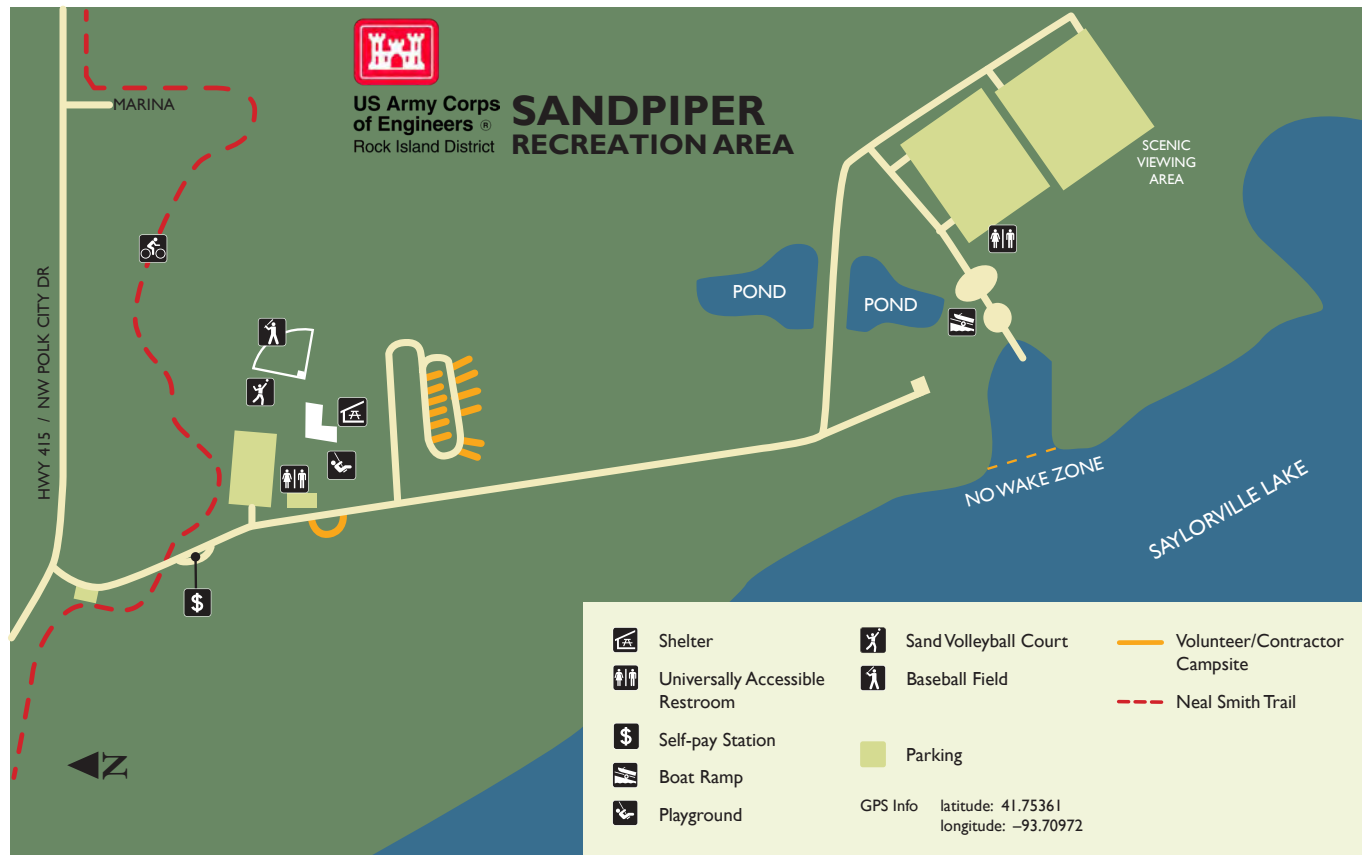 US Army Corps
of Engineers ®
Rock Island District
SANDPIPER
RECREATION AREA
MARINA
HWY 415 / NW POLK CITY DR
SCENIC
VIEWING
AREA
POND
POND
NO WAKE ZONE
SAYLORVILLE LAKE
$
N
Shelter
Universally Accessible
Restroom
$
Self-pay Station
Boat Ramp
Playground
Sand Volleyball Court
Baseball Field
Parking
GPS Info latitude: 41.75361
longitude: –93.70972
Volunteer/Contractor
Campsite
Neal Smith Trail